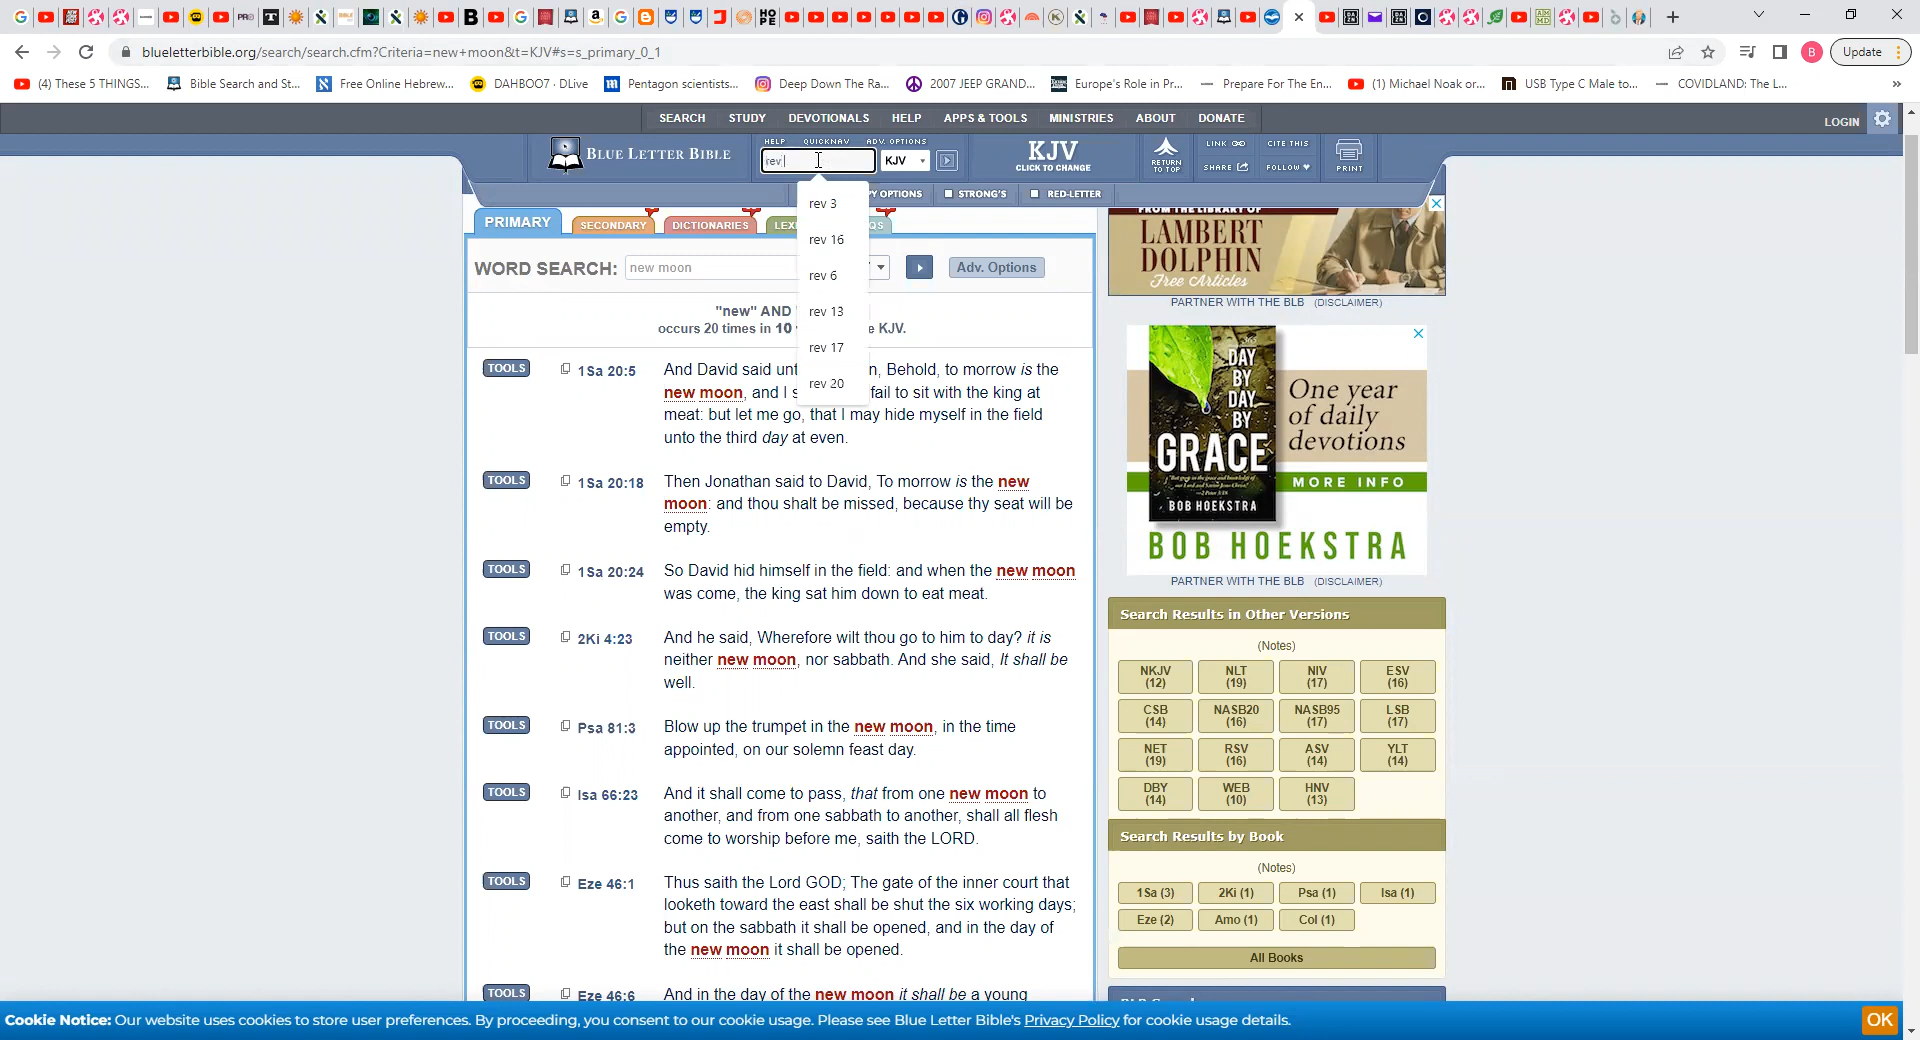 blueletterbible.org/search/search.cfm?Criteria=new+moon&t=KJV#s=s_primary_0_1
B
Update
(4) These 5 THINGS...
Bible Search and St...
Free Online Hebrew...
DAHBOO7 · DLive
Pentagon scientists...
Deep Down The Ra...
2007 JEEP GRAND...
Europe's Role in Pr...
Prepare For The En...
(1) Michael Noak or...
USB Type C Male to...
COVIDLAND: The L...
SEARCH STUDY DEVOTIONALS HELP APPS & TOOLS MINISTRIES ABOUT DONATE
LOGIN
BLUE LETTER BIBLE
HELP QUICKNAV ADV. OPTIONS
rev
KJV
KJV
CLICK TO CHANGE
RETURN
TO TOP
LINK
CITE THIS
SHARE
FOLLOW
PRINT
PY OPTIONS
STRONG'S
RED-LETTER
rev 3
rev 16
rev 6
rev 13
rev 17
rev 20
PRIMARY
SECONDARY
DICTIONARIES
LEXI
QS
WORD SEARCH:
new moon
Adv. Options
"new" AND "
occurs 20 times in 10
e KJV.
TOOLS
1Sa 20:5
And David said unt n, Behold, to morrow is the
new moon, and I s fail to sit with the king at
meat: but let me go, that I may hide myself in the field
unto the third day at even.
TOOLS
1Sa 20:18
Then Jonathan said to David, To morrow is the new
moon: and thou shalt be missed, because thy seat will be
empty.
TOOLS
1Sa 20:24
So David hid himself in the field: and when the new moon
was come, the king sat him down to eat meat.
TOOLS
2Ki 4:23
And he said, Wherefore wilt thou go to him to day? it is
neither new moon, nor sabbath. And she said, It shall be
well.
TOOLS
Psa 81:3
Blow up the trumpet in the new moon, in the time
appointed, on our solemn feast day.
TOOLS
Isa 66:23
And it shall come to pass, that from one new moon to
another, and from one sabbath to another, shall all flesh
come to worship before me, saith the LORD.
TOOLS
Eze 46:1
Thus saith the Lord GOD; The gate of the inner court that
looketh toward the east shall be shut the six working days;
but on the sabbath it shall be opened, and in the day of
the new moon it shall be opened.
TOOLS
Eze 46:6
And in the day of the new moon it shall be a young
FROM THE LIBRARY OF
LAMBERT
DOLPHIN
Free Articles
PARTNER WITH THE BLB (DISCLAIMER)
DAY
BY
DAY
BY
GRACE
BOB HOEKSTRA
One year
of daily
devotions
MORE INFO
BOB HOEKSTRA
PARTNER WITH THE BLB (DISCLAIMER)
Search Results in Other Versions
(Notes)
NKJV
(12)
NLT
(19)
NIV
(17)
ESV
(16)
CSB
(14)
NASB20
(16)
NASB95
(17)
LSB
(17)
NET
(19)
RSV
(16)
ASV
(14)
YLT
(14)
DBY
(14)
WEB
(10)
HNV
(13)
Search Results by Book
(Notes)
1Sa (3)
2Ki (1)
Psa (1)
Isa (1)
Eze (2)
Amo (1)
Col (1)
All Books
Cookie Notice: Our website uses cookies to store user preferences. By proceeding, you consent to our cookie usage. Please see Blue Letter Bible's Privacy Policy for cookie usage details.
OK